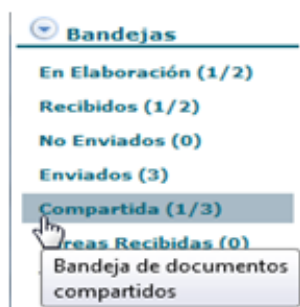 Bandejas
En Elaboración (1/2)
Recibidos (1/2)
No Enviados (0)
Enviados (3)
Compartida (1/3)
Recibidas (0)
Bandeja de documentos
compartidos